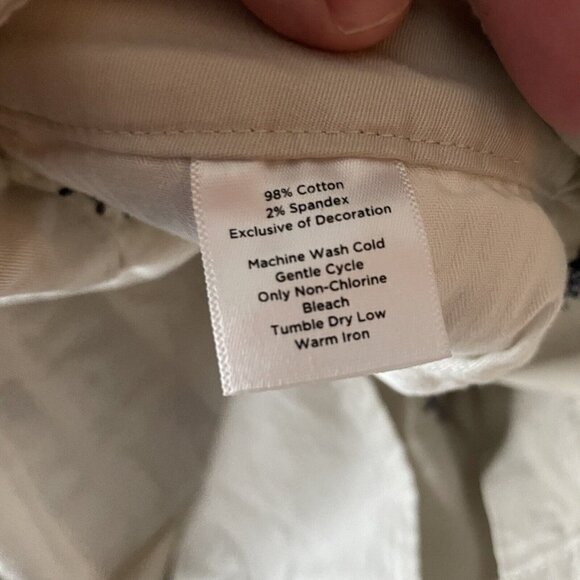 98% Cotton
2% Spandex
Exclusive of Decoration
Machine Wash Cold
Gentle Cycle
Only Non-Chlorine
Bleach
Tumble Dry Low
Warm Iron